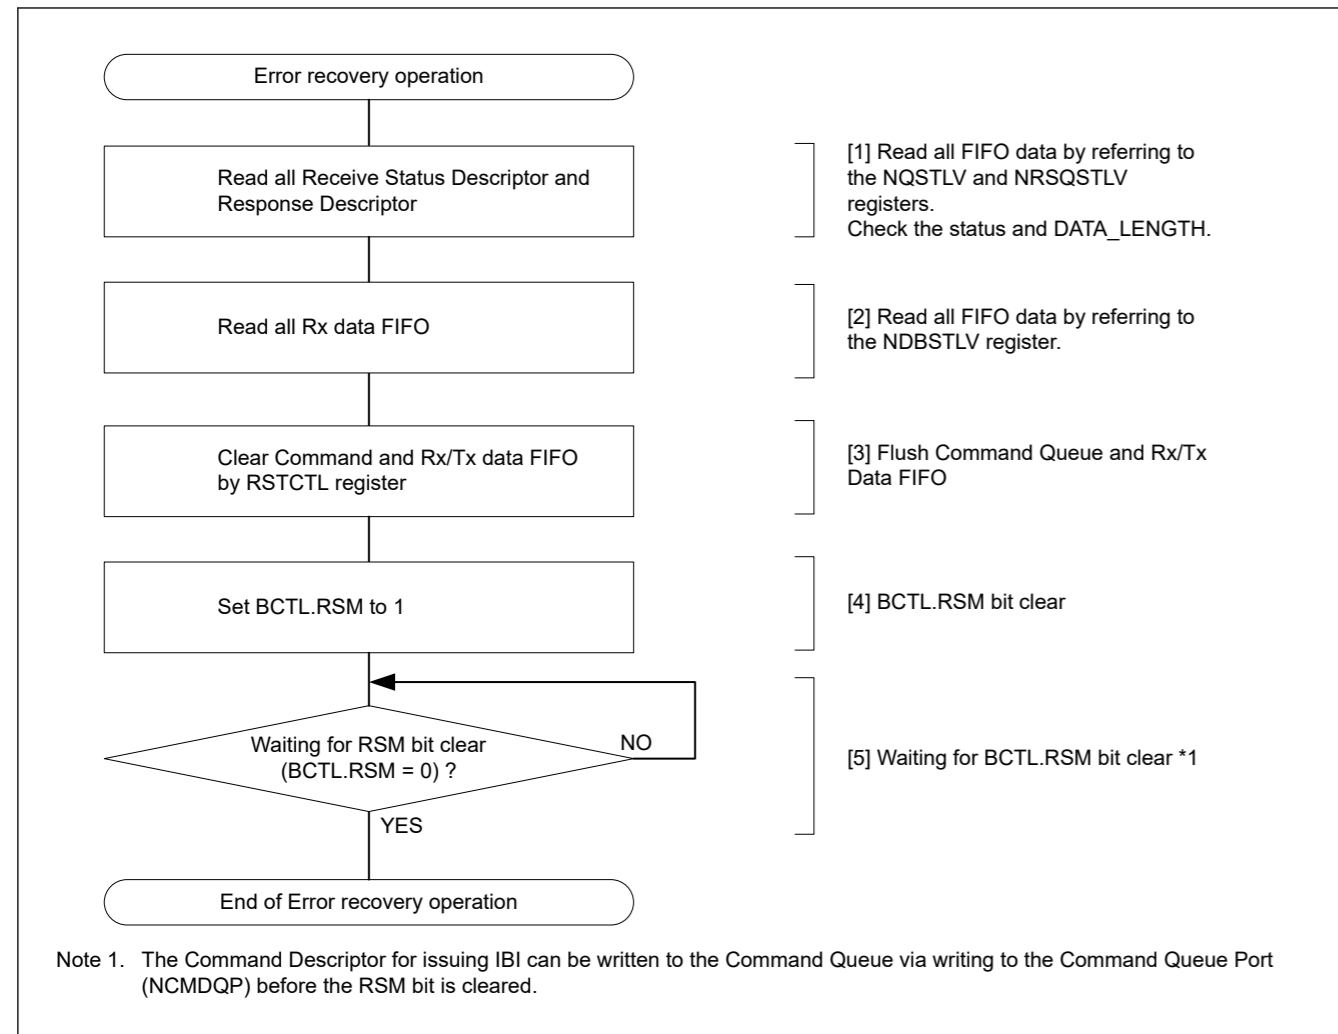 Error recovery operation
Read all Receive Status Descriptor and
Response Descriptor
[1] Read all FIFO data by referring to
the NQSTLV and NRSQSTLV
registers.
Check the status and DATA_LENGTH.
Read all Rx data FIFO
[2] Read all FIFO data by referring to
the NDBSTLV register.
Clear Command and Rx/Tx data FIFO
by RSTCTL register
[3] Flush Command Queue and Rx/Tx
Data FIFO
Set BCTL.RSM to 1
[4] BCTL.RSM bit clear
Waiting for RSM bit clear
(BCTL.RSM = 0) ?
NO
YES
[5] Waiting for BCTL.RSM bit clear *1
End of Error recovery operation
Note 1. The Command Descriptor for issuing IBI can be written to the Command Queue via writing to the Command Queue Port
(NCMDQP) before the RSM bit is cleared.